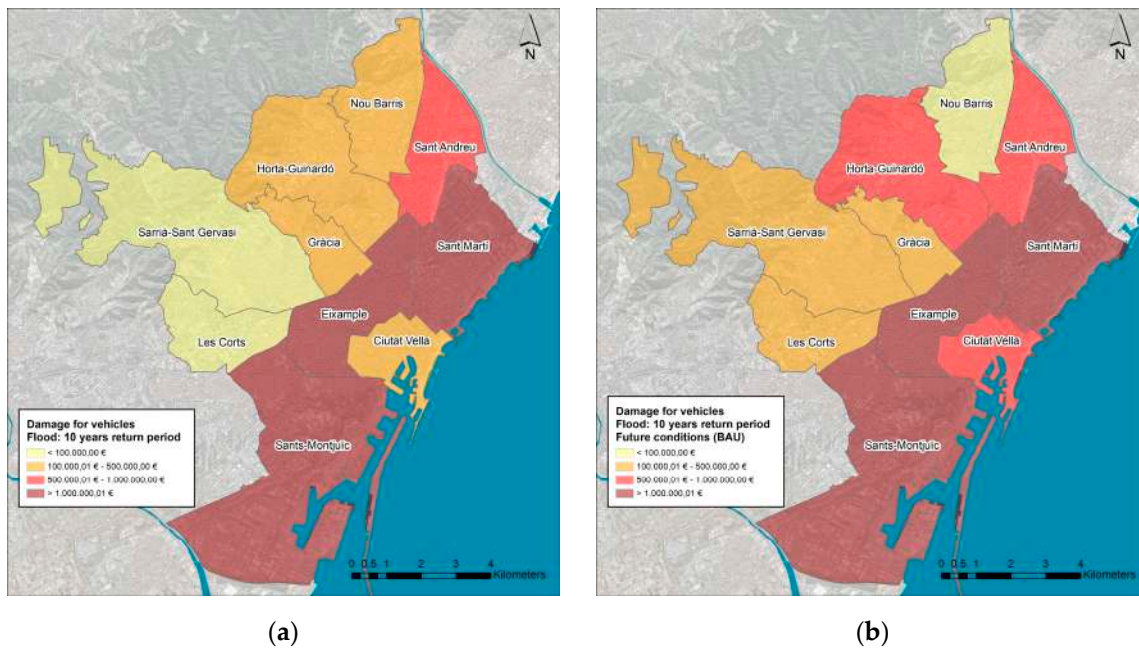 N
Nou Barris
Sant Andreu
Horta-Guinardó
Sarrià-Sant Gervasi
Gràcia
Sant Martí
Eixample
Les Corts
Ciutat Vella
Sants-Montjuïc
Damage for vehicles
Flood: 10 years return period
< 100.000,00 €
100.000,01 € - 500.000,00 €
500.000,01 € - 1.000.000,00 €
> 1.000.000,01 €
0 0,5 1 2 3 4
Kilometers
(a)
N
Nou Barris
Sant Andreu
Horta-Guinardó
Sarrià-Sant Gervasi
Gràcia
Sant Martí
Eixample
Les Corts
Ciutat Vella
Sants-Montjuïc
Damage for vehicles
Flood: 10 years return period
Future conditions (BAU)
< 100.000,00 €
100.000,01 € - 500.000,00 €
500.000,01 € - 1.000.000,00 €
> 1.000.000,01 €
0 0,5 1 2 3 4
Kilometers
(b)